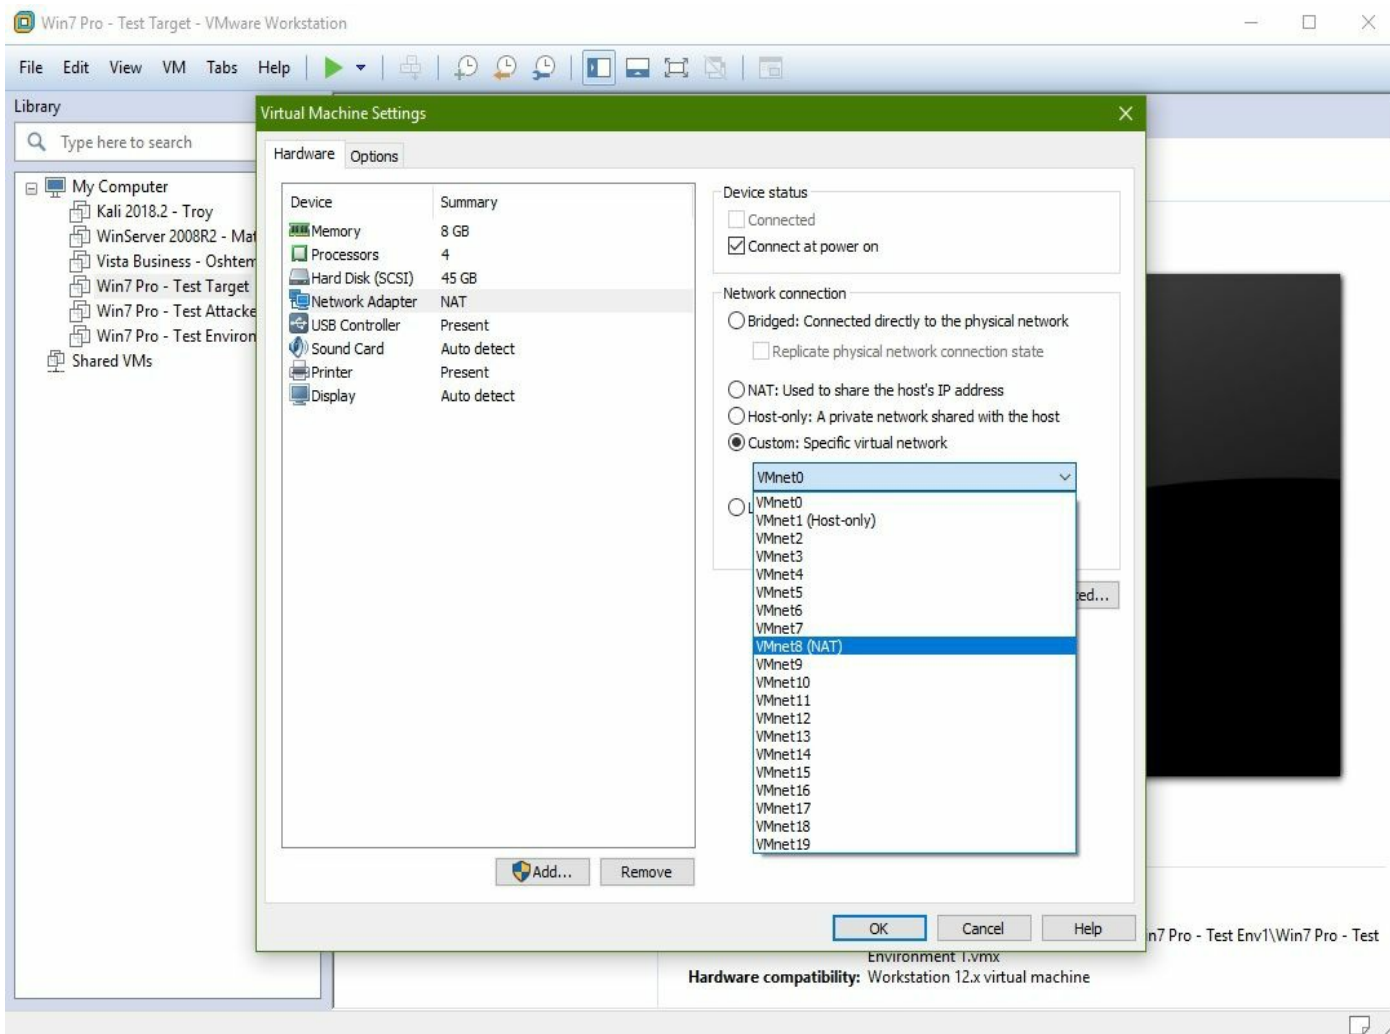 Win7 Pro - Test Target - VMware Workstation
File Edit View VM Tabs Help
Library
Type here to search
My Computer
Kali 2018.2 - Troy
WinServer 2008R2 - Mat
Vista Business - Oshtem
Win7 Pro - Test Target
Win7 Pro - Test Attacke
Win7 Pro - Test Environ
Shared VMs
Virtual Machine Settings
Hardware Options
Device Summary
Memory 8 GB
Processors 4
Hard Disk (SCSI) 45 GB
Network Adapter NAT
USB Controller Present
Sound Card Auto detect
Printer Present
Display Auto detect
Add... Remove
Device status
Connected
Connect at power on
Network connection
Bridged: Connected directly to the physical network
Replicate physical network connection state
NAT: Used to share the host's IP address
Host-only: A private network shared with the host
Custom: Specific virtual network
VMnet0
VMnet0
VMnet1 (Host-only)
VMnet2
VMnet3
VMnet4
VMnet5
VMnet6
VMnet7
VMnet8 (NAT)
VMnet9
VMnet10
VMnet11
VMnet12
VMnet13
VMnet14
VMnet15
VMnet16
VMnet17
VMnet18
VMnet19
ed...
OK Cancel Help
n7 Pro - Test Env1\Win7 Pro - Test
Environment 1.vmx
Hardware compatibility: Workstation 12.x virtual machine